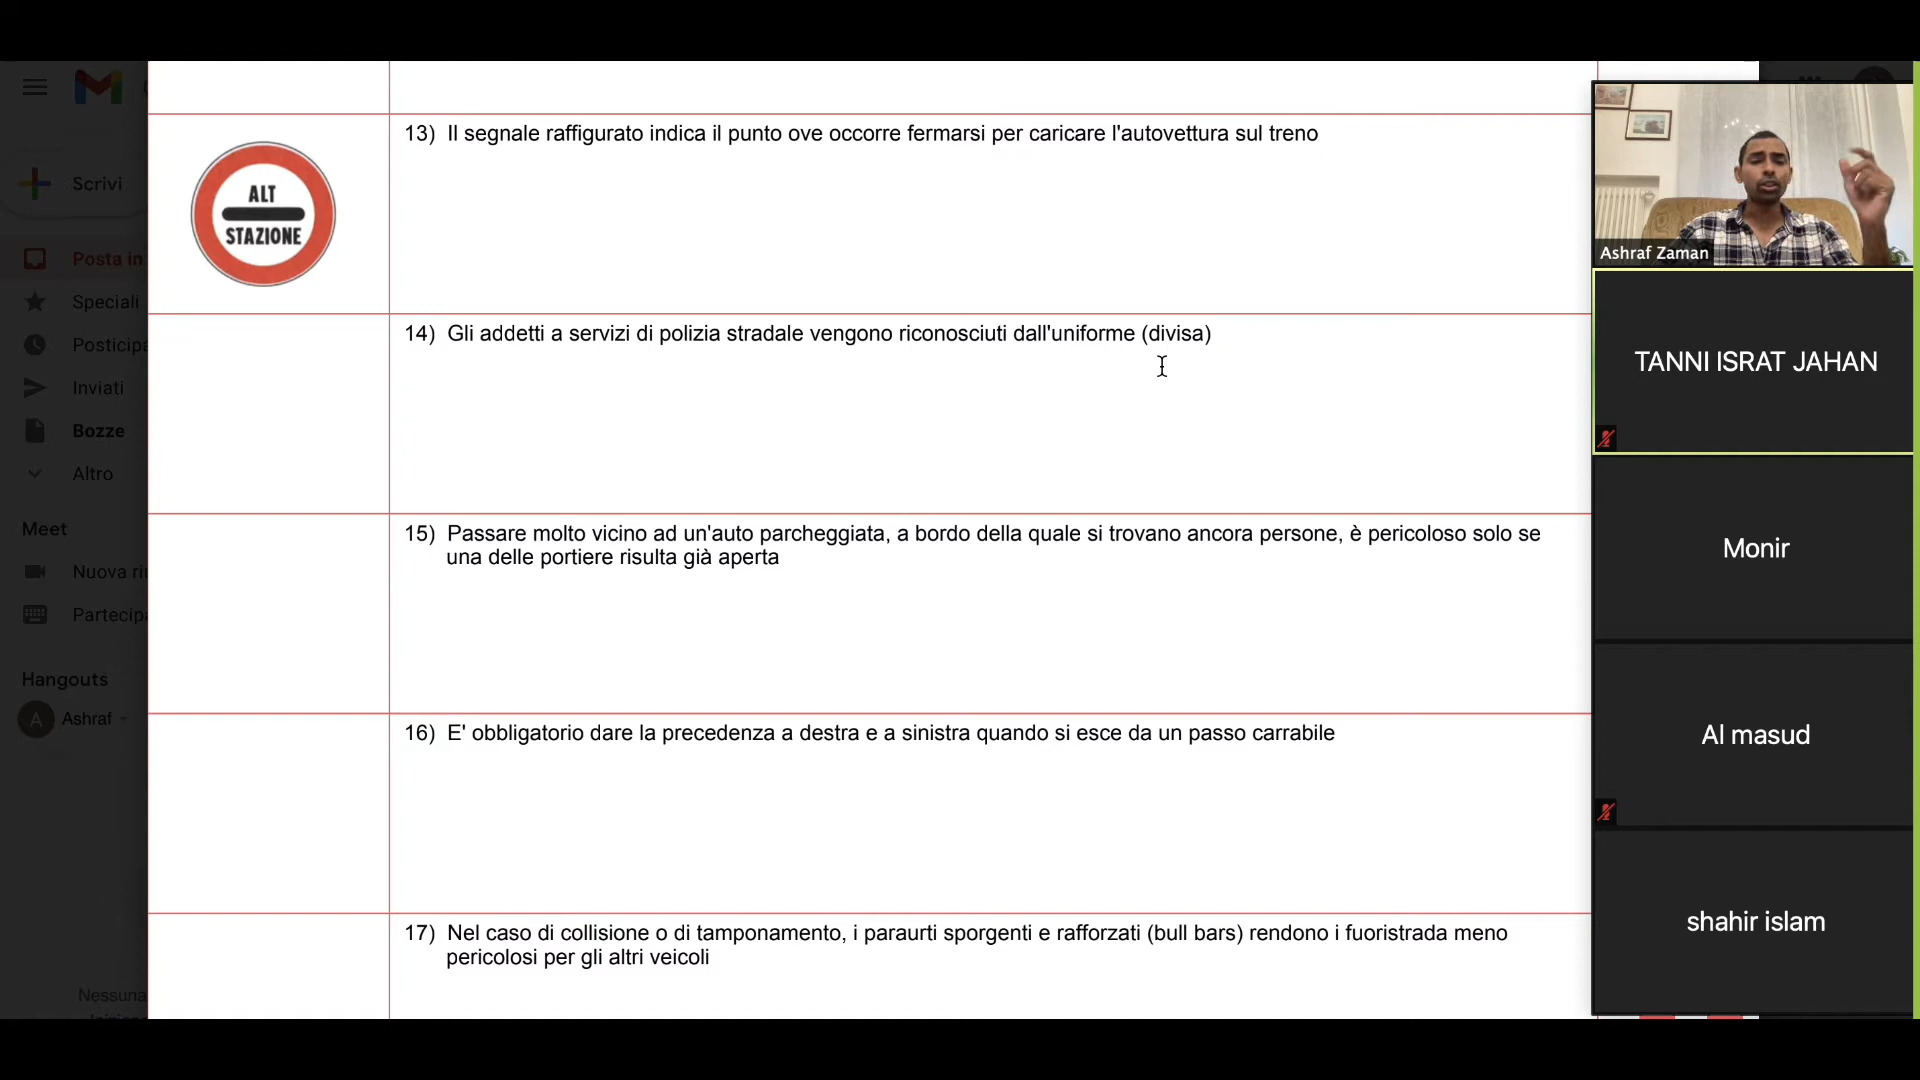 Scrivi
Posta in
Speciali
Posticipa
Inviati
Bozze
Altro
Meet
Nuova riu
Partecipa
Hangouts
A
Ashraf
Nessuna
13) Il segnale raffigurato indica il punto ove occorre fermarsi per caricare l'autovettura sul treno
ALT
STAZIONE
14) Gli addetti a servizi di polizia stradale vengono riconosciuti dall'uniforme (divisa)
15) Passare molto vicino ad un'auto parcheggiata, a bordo della quale si trovano ancora persone, è pericoloso solo se
una delle portiere risulta già aperta
16) E' obbligatorio dare la precedenza a destra e a sinistra quando si esce da un passo carrabile
17) Nel caso di collisione o di tamponamento, i paraurti sporgenti e rafforzati (bull bars) rendono i fuoristrada meno
pericolosi per gli altri veicoli
Ashraf Zaman
TANNI ISRAT JAHAN
Monir
Al masud
shahir islam